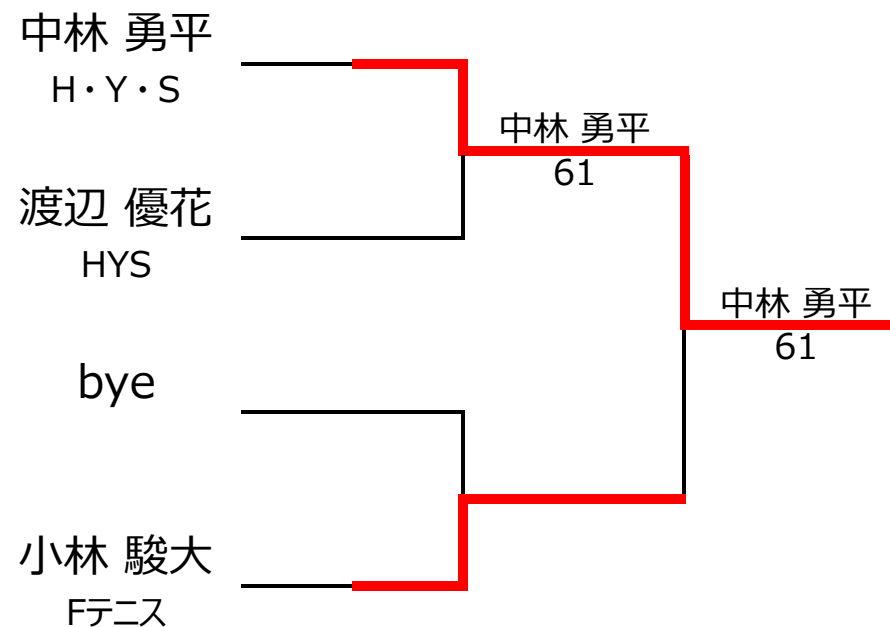 中林 勇平
H・Y・S
渡辺 優花
HYS
bye
小林 駿大
Fテニス
中林 勇平
61
中林 勇平
61